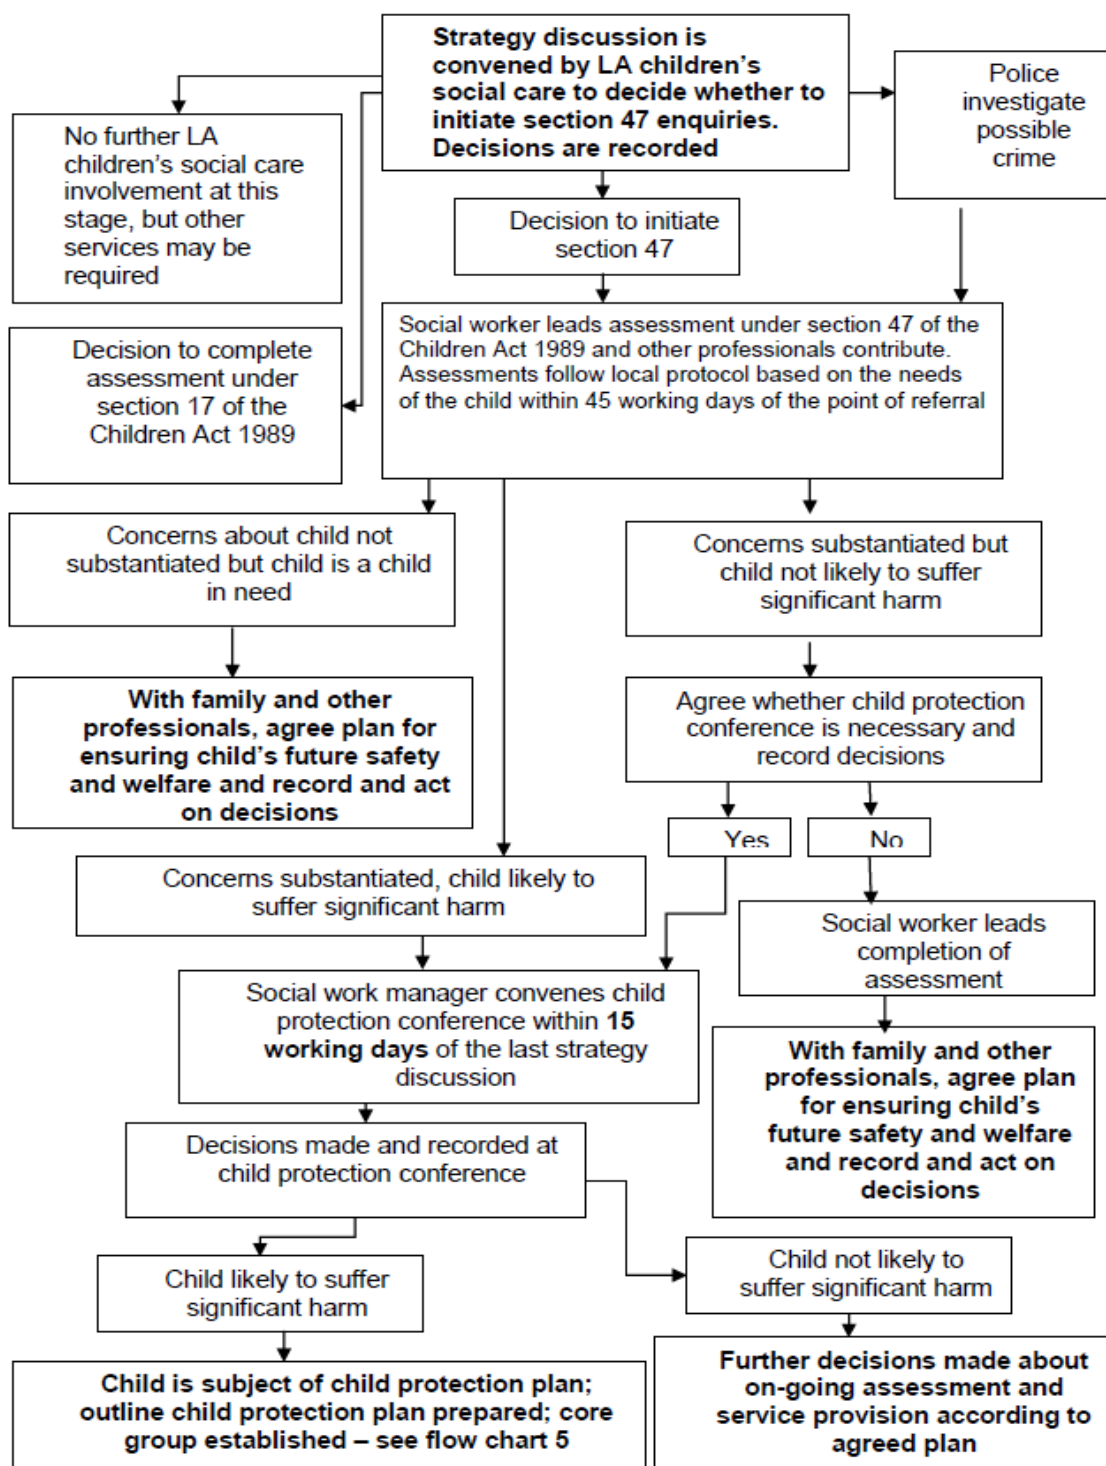 Strategy discussion is
convened by LA children's
social care to decide whether to
initiate section 47 enquiries.
Decisions are recorded
Police
investigate
possible
crime
No further LA
children's social care
involvement at this
stage, but other
services may be
required
Decision to initiate
section 47
Decision to complete
assessment under
section 17 of the
Children Act 1989
Social worker leads assessment under section 47 of the
Children Act 1989 and other professionals contribute.
Assessments follow local protocol based on the needs
of the child within 45 working days of the point of referral
Concerns about child not
substantiated but child is a child
in need
Concerns substantiated but
child not likely to suffer
significant harm
With family and other
professionals, agree plan for
ensuring child's future safety
and welfare and record and act
on decisions
Agree whether child protection
conference is necessary and
record decisions
Yes
No
Concerns substantiated, child likely to
suffer significant harm
Social worker leads
completion of
assessment
Social work manager convenes child
protection conference within 15
working days of the last strategy
discussion
With family and other
professionals, agree plan
for ensuring child's
future safety and welfare
and record and act on
decisions
Decisions made and recorded at
child protection conference
Child likely to suffer
significant harm
Child not likely to
suffer significant harm
Child is subject of child protection plan;
outline child protection plan prepared; core
group established – see flow chart 5
Further decisions made about
on-going assessment and
service provision according to
agreed plan